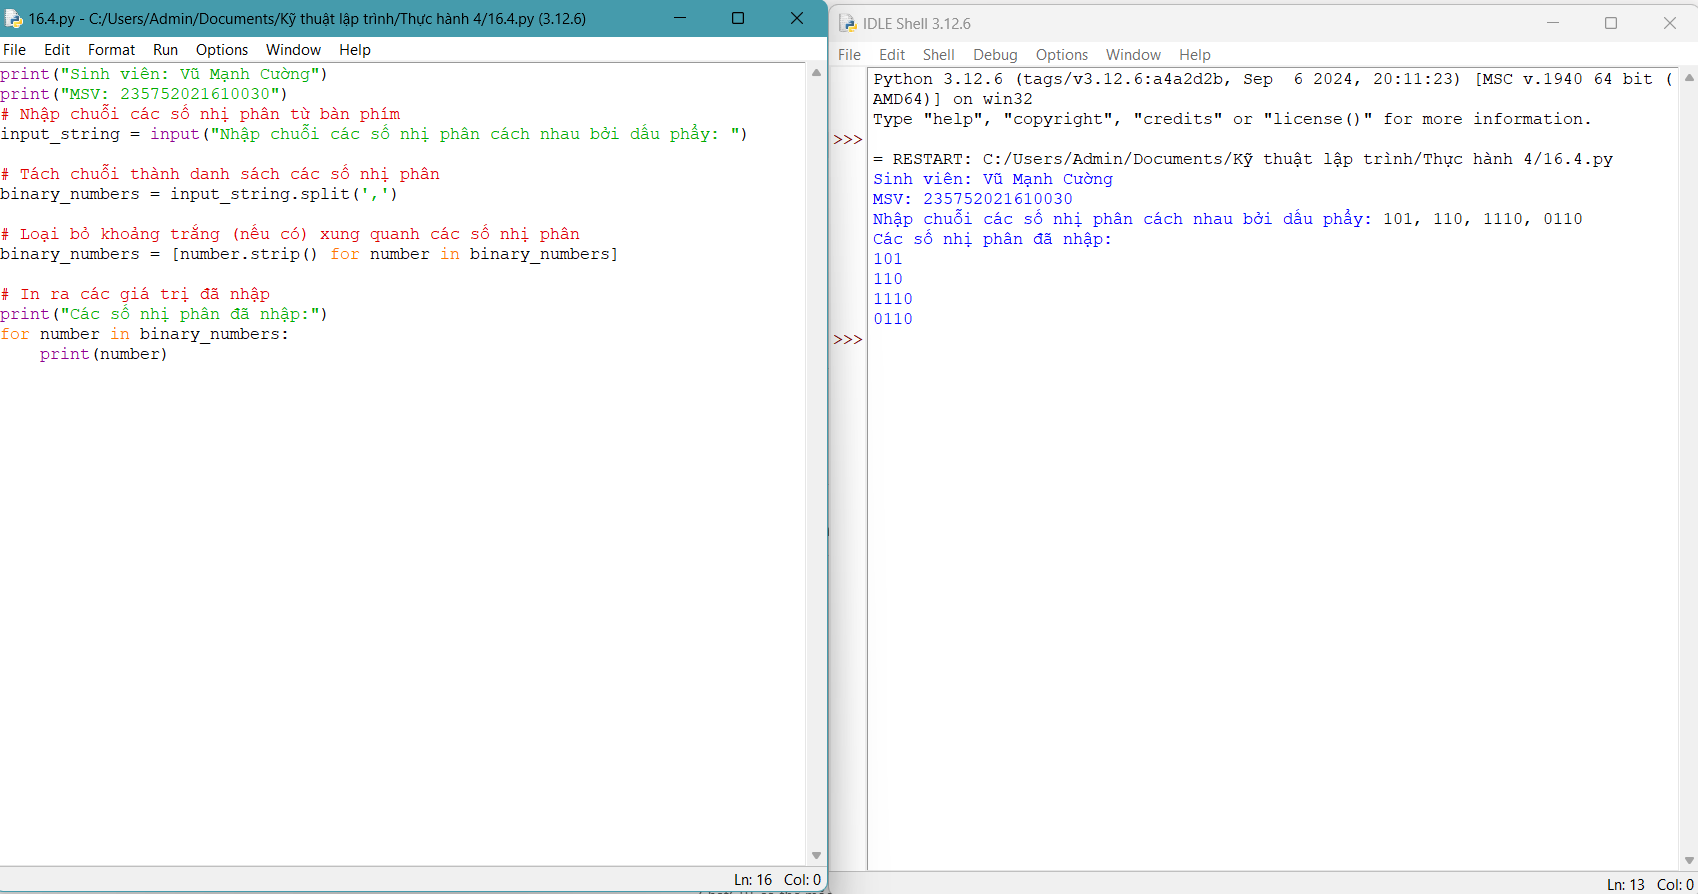 16.4.py - C:/Users/Admin/Documents/Kỹ thuật lập trình/Thực hành 4/16.4.py (3.12.6)
File Edit Format Run Options Window Help
print("Sinh viên: Vũ Mạnh Cường")
print("MSV: 235752021610030")
# Nhập chuỗi các số nhị phân từ bàn phím
input_string = input("Nhập chuỗi các số nhị phân cách nhau bởi dấu phẩy: ")
# Tách chuỗi thành danh sách các số nhị phân
binary_numbers = input_string.split(',')
# Loại bỏ khoảng trắng (nếu có) xung quanh các số nhị phân
binary_numbers = [number.strip() for number in binary_numbers]
# In ra các giá trị đã nhập
print("Các số nhị phân đã nhập:")
for number in binary_numbers:
    print(number)
Ln: 16 Col: 0
IDLE Shell 3.12.6
File Edit Shell Debug Options Window Help
Python 3.12.6 (tags/v3.12.6:a4a2d2b, Sep  6 2024, 20:11:23) [MSC v.1940 64 bit (
AMD64)] on win32
Type "help", "copyright", "credits" or "license()" for more information.
>>>
= RESTART: C:/Users/Admin/Documents/Kỹ thuật lập trình/Thực hành 4/16.4.py
Sinh viên: Vũ Mạnh Cường
MSV: 235752021610030
Nhập chuỗi các số nhị phân cách nhau bởi dấu phẩy: 101, 110, 1110, 0110
Các số nhị phân đã nhập:
101
110
1110
0110
>>>
Ln: 13 Col: 0